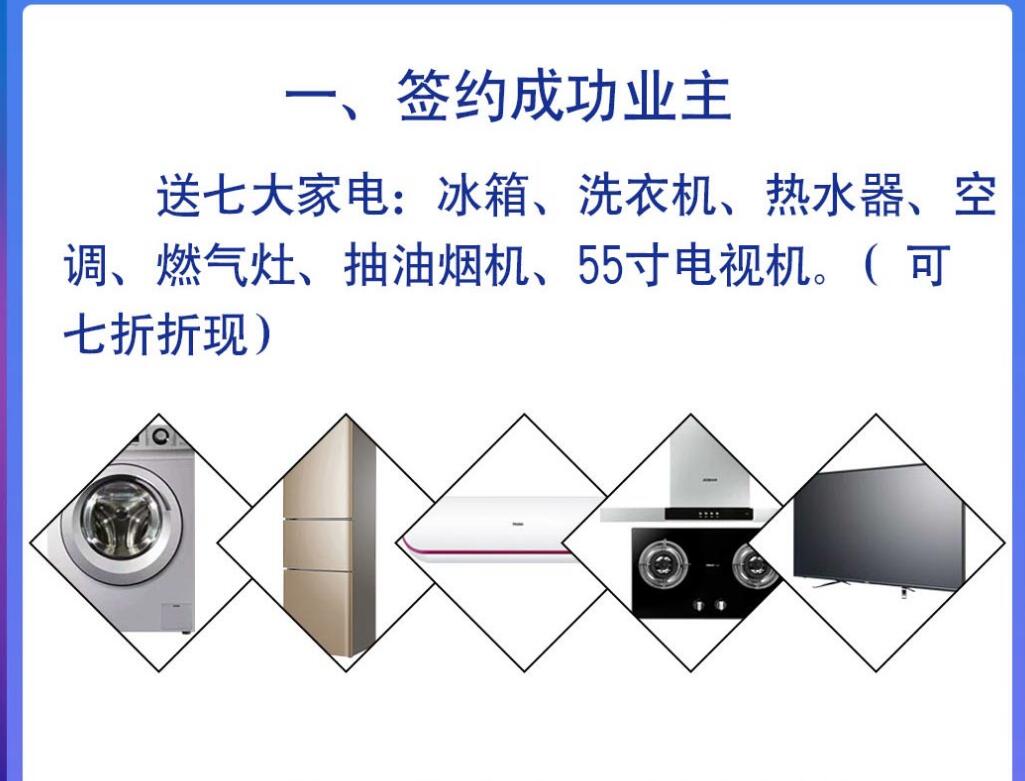 一、签约成功业主
送七大家电：冰箱、洗衣机、热水器、空
调、燃气灶、抽油烟机、55寸电视机。（可
七折折现）
Haier